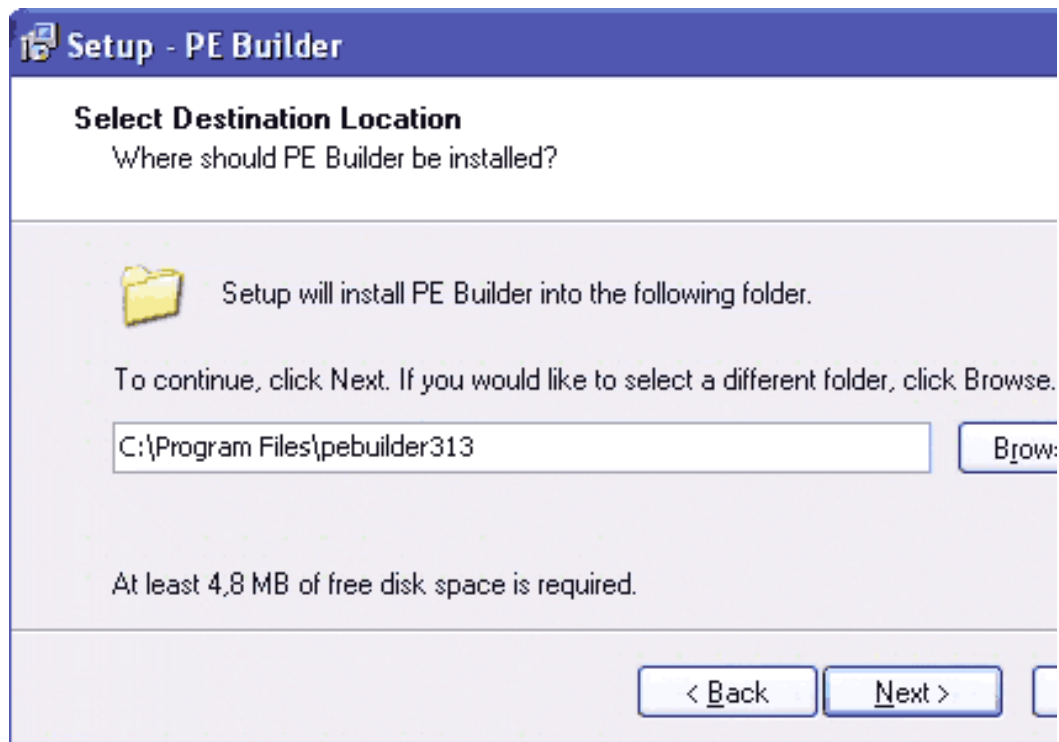 Setup - PE Builder
Select Destination Location
Where should PE Builder be installed?
Setup will install PE Builder into the following folder.
To continue, click Next. If you would like to select a different folder, click Browse.
C:\Program Files\pebuilder313
At least 4,8 MB of free disk space is required.
< Back Next >